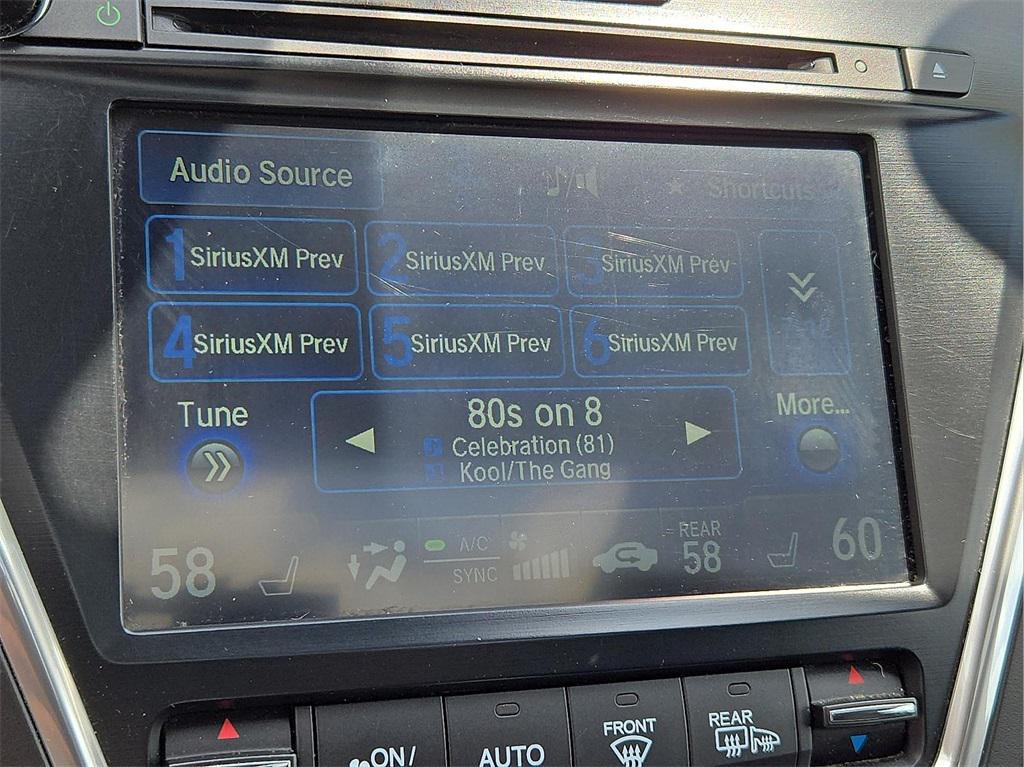 Audio Source
Shortcuts
1 SiriusXM Prev
2 SiriusXM Prev
3 SiriusXM Prev
4 SiriusXM Prev
5 SiriusXM Prev
6 SiriusXM Prev
Tune
80s on 8
Celebration (81)
Kool/The Gang
More...
58
A/C
SYNC
REAR
58
60
ON/
AUTO
FRONT
REAR